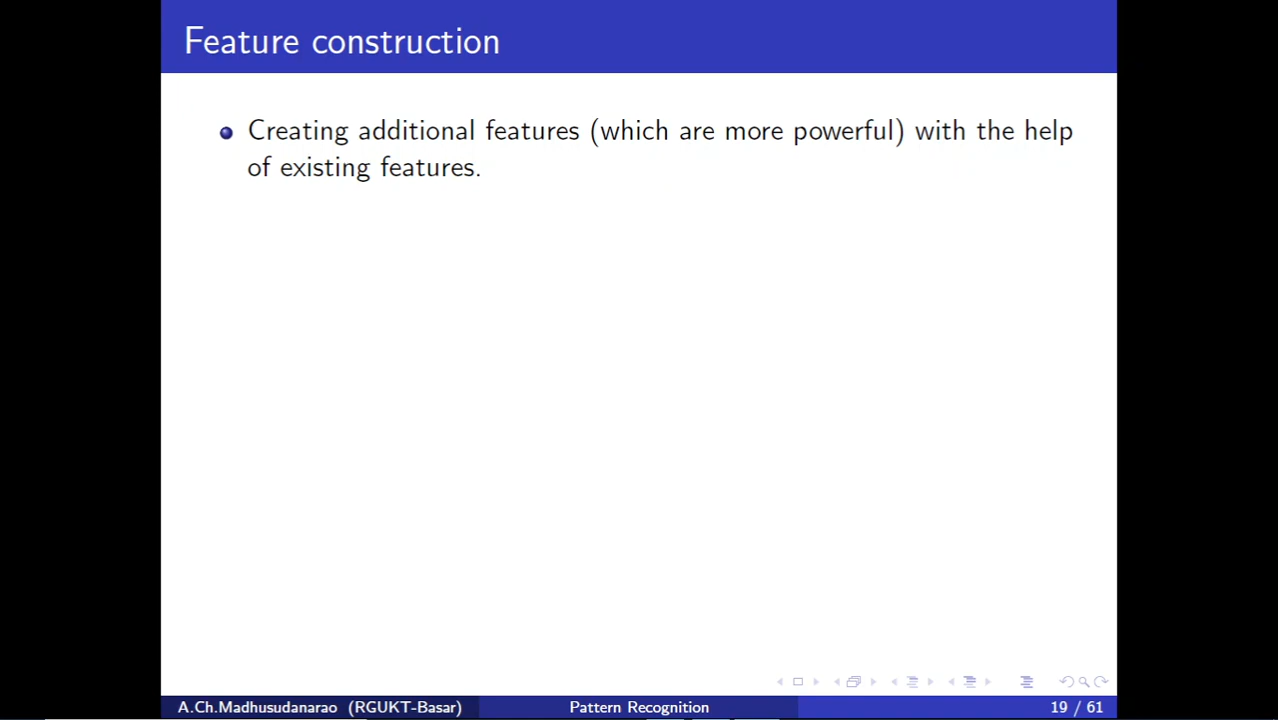 Feature construction
Creating additional features (which are more powerful) with the help
of existing features.
A.Ch.Madhusudanarao (RGUKT-Basar)
Pattern Recognition
19 / 61